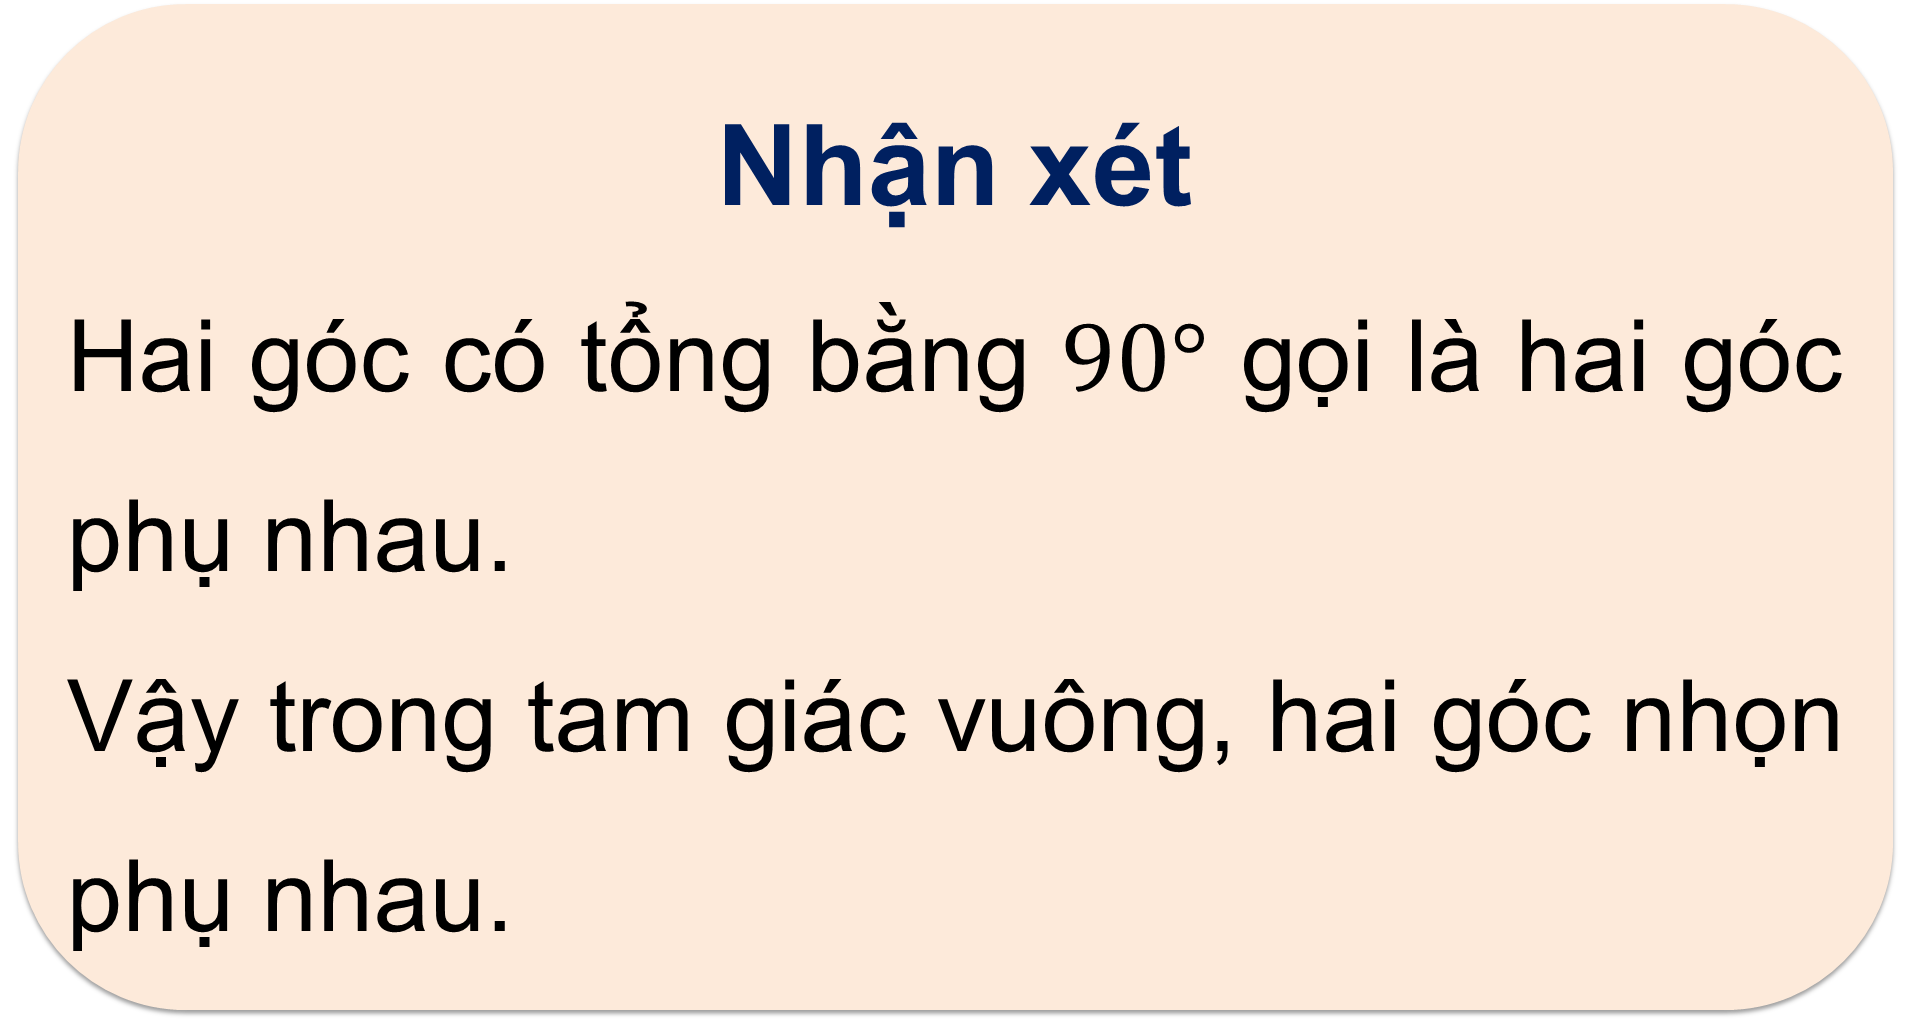 Nhận xét
Hai góc có tổng bằng 90° gọi là hai góc
phụ nhau.
Vậy trong tam giác vuông, hai góc nhọn
phụ nhau.